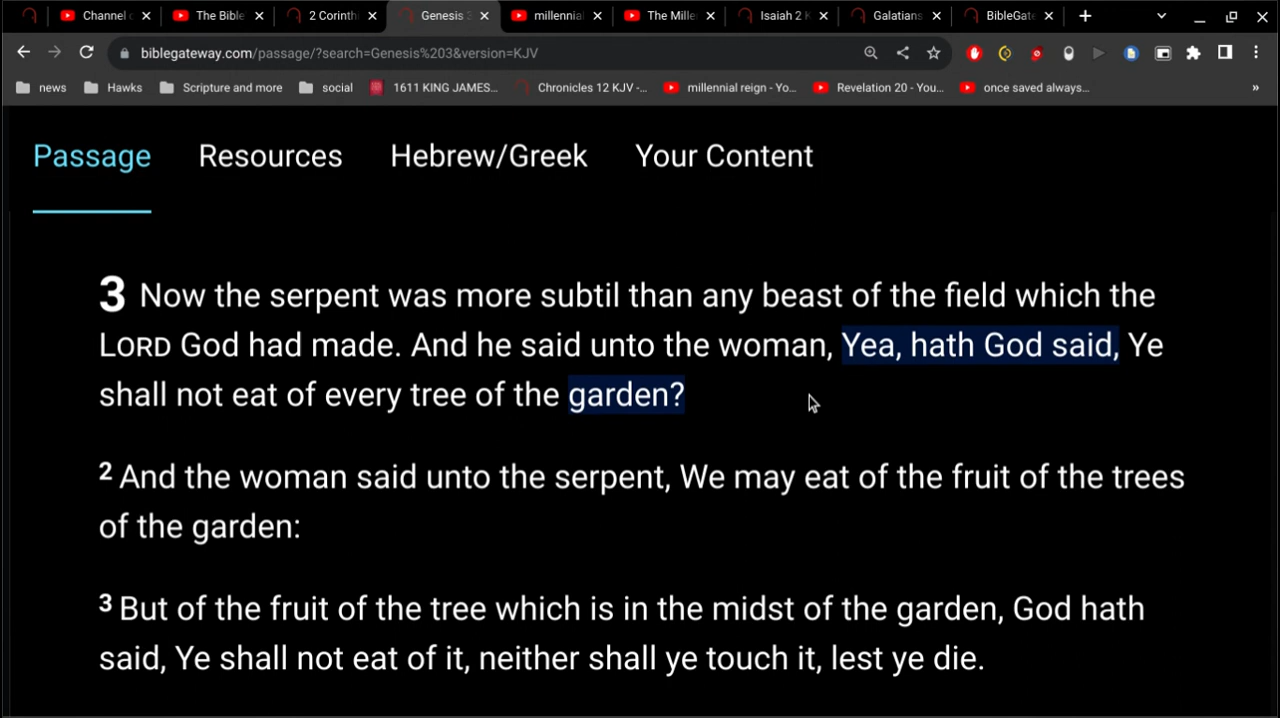 Channel
The Bible
2 Corinth
Genesis 3
millennia
The Mille
Isaiah 2 K
Galatians
BibleGate
biblegateway.com/passage/?search=Genesis%203&version=KJV
news Hawks Scripture and more social 1611 KING JAMES... Chronicles 12 KJV -... millennial reign - Yo... Revelation 20 - You... once saved always... »
Passage Resources Hebrew/Greek Your Content
3 Now the serpent was more subtil than any beast of the field which the
LORD God had made. And he said unto the woman, Yea, hath God said, Ye
shall not eat of every tree of the garden?
2 And the woman said unto the serpent, We may eat of the fruit of the trees
of the garden:
3 But of the fruit of the tree which is in the midst of the garden, God hath
said, Ye shall not eat of it, neither shall ye touch it, lest ye die.